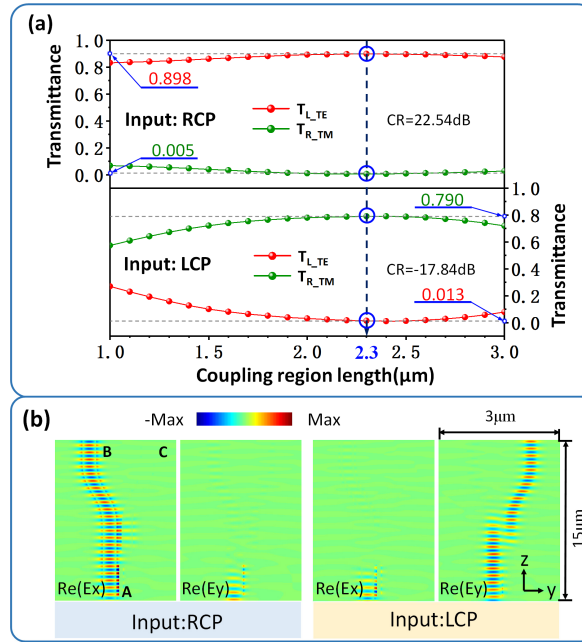 (a)
1.0
0.8
0.6
0.4
0.2
0.0
Transmittance
0.898
Input: RCP
T_L_TE
T_R_TM
CR=22.54dB
0.005
0.790
Input: LCP
T_L_TE
T_R_TM
CR=-17.84dB
0.013
1.0
0.8
0.6
0.4
0.2
0.0
Transmittance
1.0 1.5 2.0 2.3 2.5 3.0
Coupling region length(μm)
(b)
-Max Max
3μm
B C
15μm
Z
y
Re(Ex) A Re(Ey) Re(Ex) Re(Ey)
Input:RCP Input:LCP